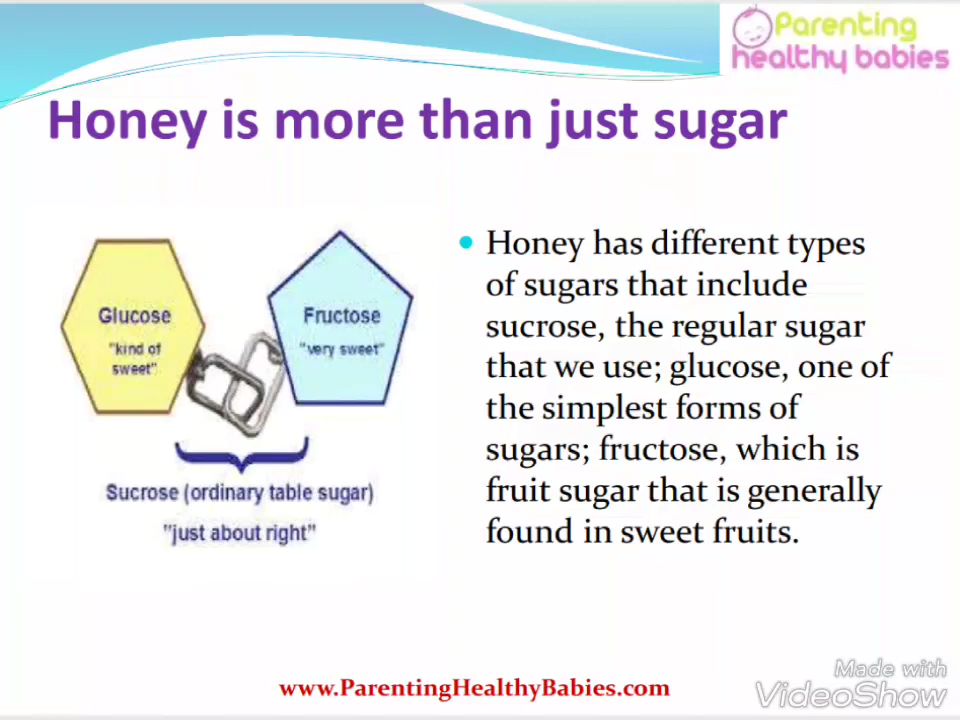 Parenting
healthy babies
Honey is more than just sugar
Glucose
"kind of
sweet"
Fructose
"very sweet"
Sucrose (ordinary table sugar)
"just about right"
Honey has different types
of sugars that include
sucrose, the regular sugar
that we use; glucose, one of
the simplest forms of
sugars; fructose, which is
fruit sugar that is generally
found in sweet fruits.
www.ParentingHealthyBabies.com
Made with
VideoShow